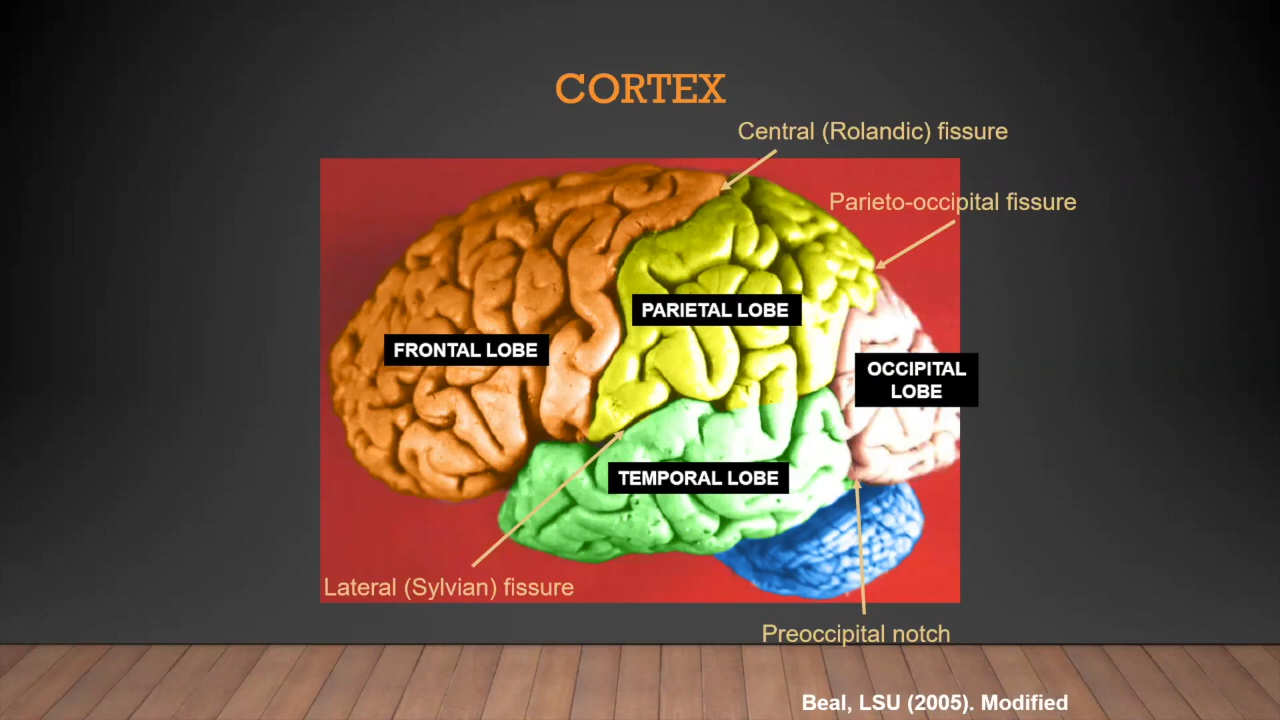 CORTEX
Central (Rolandic) fissure
Parieto-occipital fissure
PARIETAL LOBE
FRONTAL LOBE
OCCIPITAL
LOBE
TEMPORAL LOBE
Lateral (Sylvian) fissure
Preoccipital notch
Beal, LSU (2005). Modified